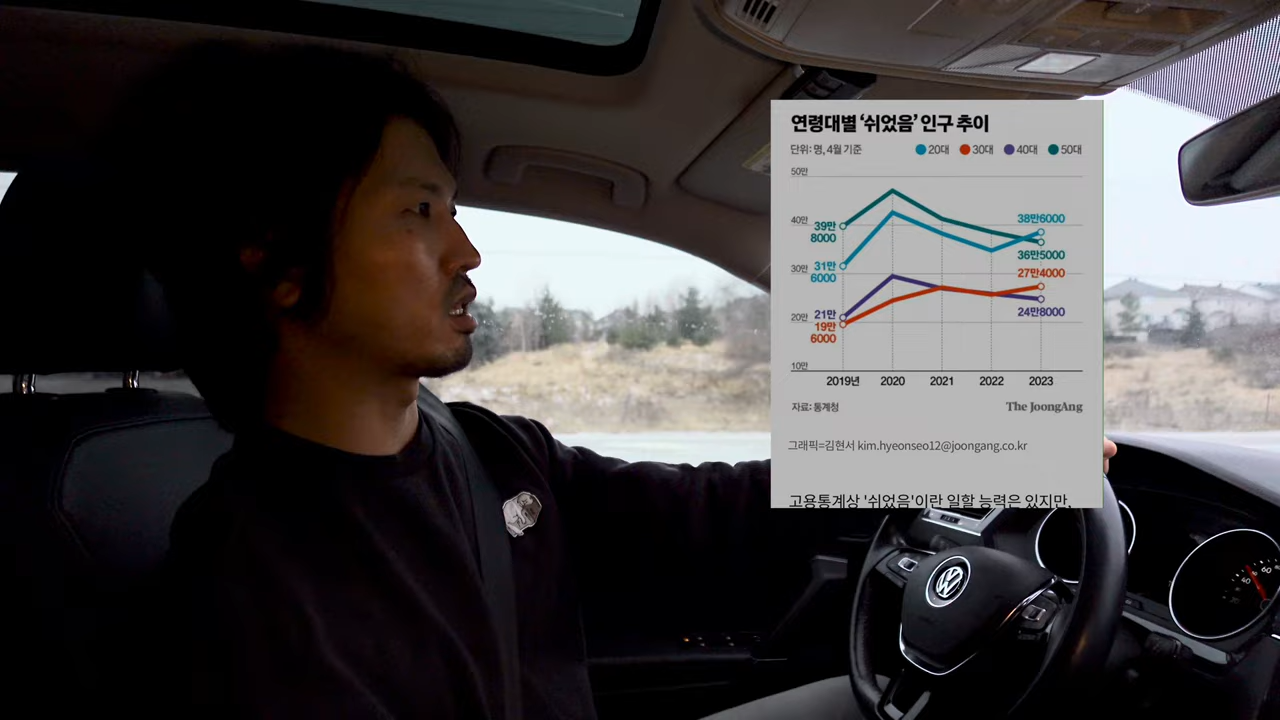 연령대별 '쉬었음' 인구 추이
단위: 명, 4월 기준
20대 30대 40대 50대
50만
40만
30만
20만
10만
39만
8000
31만
6000
21만
19만
6000
38만6000
36만5000
27만4000
24만8000
2019년 2020 2021 2022 2023
자료: 통계청
The JoongAng
그래픽=김현서 kim.hyeonseo12@joongang.co.kr
고용통계상 '쉬었음'이란 일할 능력은 있지만,